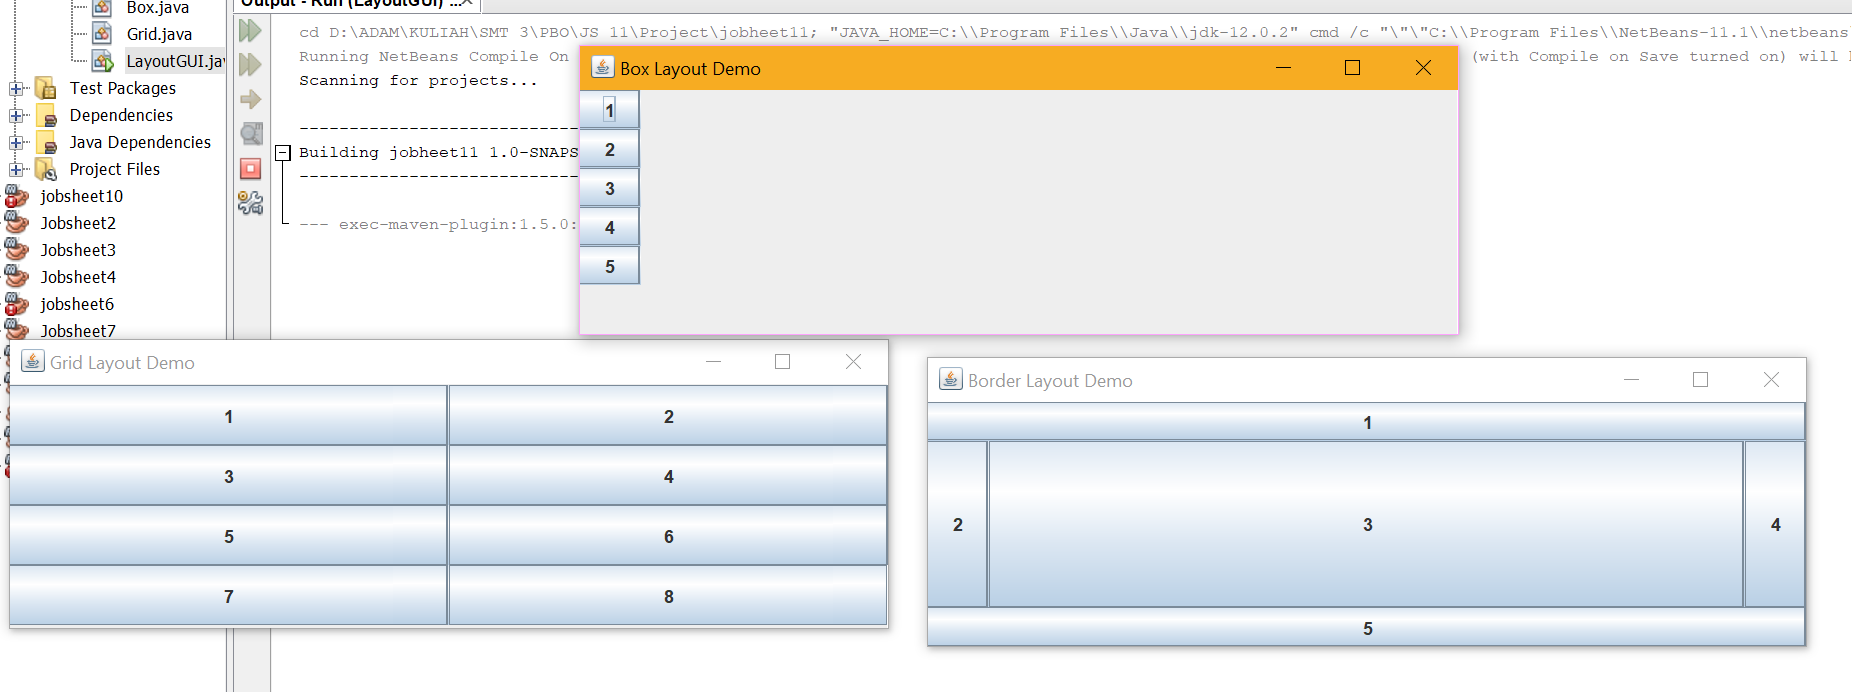 Output - Run (LayoutGUI) ...
Box.java
Grid.java
LayoutGUI.jav
Test Packages
Dependencies
Java Dependencies
Project Files
jobsheet10
Jobsheet2
Jobsheet3
Jobsheet4
jobsheet6
Jobsheet7
cd D:\ADAM\KULIAH\SMT 3\PBO\JS 11\Project\jobheet11; "JAVA_HOME=C:\\Program Files\\Java\\jdk-12.0.2" cmd /c "\"\"C:\\Program Files\\NetBeans-11.1\\netbeans
Running NetBeans Compile On
(with Compile on Save turned on) will
Scanning for projects...
-----------------------------
Building jobheet11 1.0-SNAPS
-----------------------------
--- exec-maven-plugin:1.5.0:
Box Layout Demo
1
2
3
4
5
Grid Layout Demo
1 2
3 4
5 6
7 8
Border Layout Demo
1
2 3 4
5